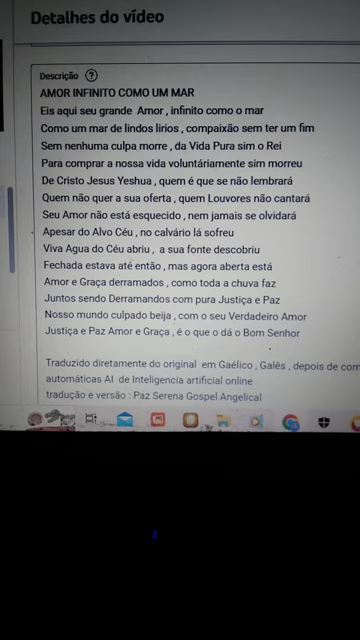 Detalhes do vídeo
Descrição ?
AMOR INFINITO COMO UM MAR
Eis aqui seu grande Amor , infinito como o mar
Como um mar de lindos lirios , compaixão sem ter um fim
Sem nenhuma culpa morre , da Vida Pura sim o Rei
Para comprar a nossa vida voluntáriamente sim morreu
De Cristo Jesus Yeshua , quem é que se não lembrará
Quem não quer a sua oferta , quem Louvores não cantará
Seu Amor não está esquecido , nem jamais se olvidará
Apesar do Alvo Céu , no calvário lá sofreu
Viva Agua do Céu abriu , a sua fonte descobriu
Fechada estava até então , mas agora aberta está
Amor e Graça derramados , como toda a chuva faz
Juntos sendo Derramandos com pura Justiça e Paz
Nosso mundo culpado beija , com o seu Verdadeiro Amor
Justiça e Paz Amor e Graça , é o que o dá o Bom Senhor
Traduzido diretamente do original em Gaélico , Galês , depois de com
automáticas AI de Inteligencia artificial online
tradução e versão : Paz Serena Gospel Angelical